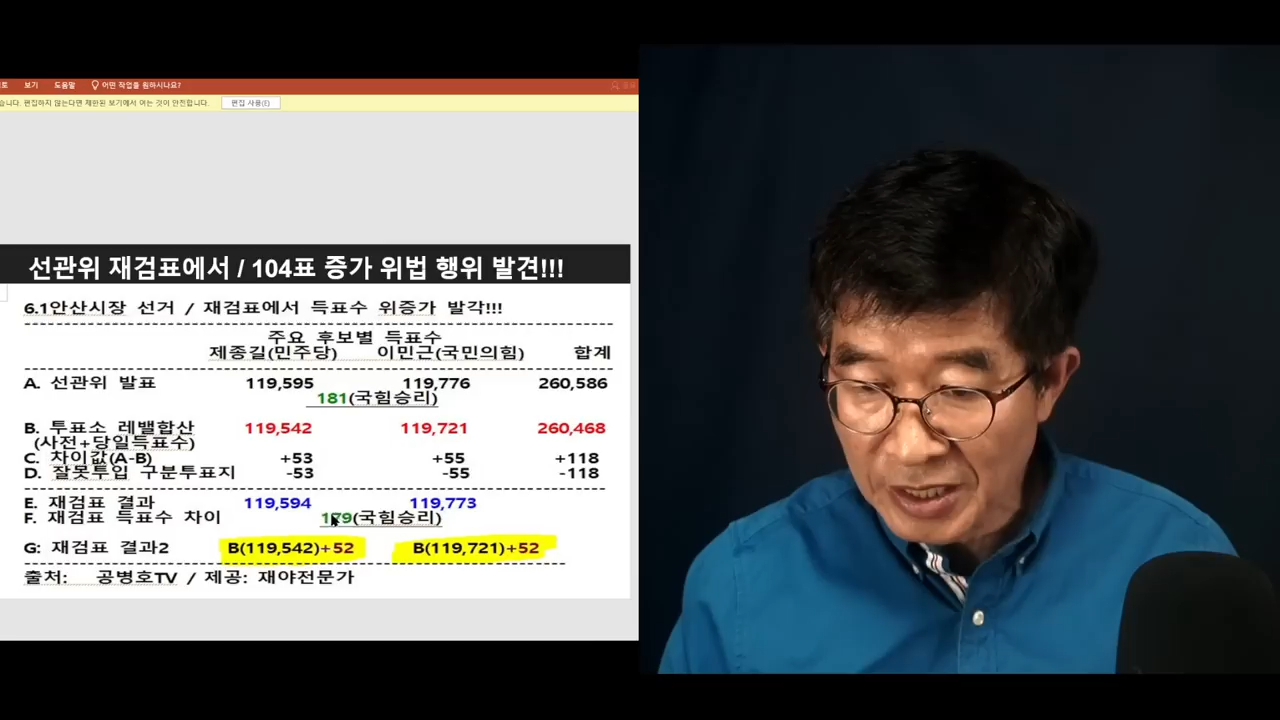 보기 도움말 어떤 작업을 원하시나요?
편집하지 않는다면 제한된 보기에서 여는 것이 안전합니다. 편집 사용(E)
선관위 재검표에서 / 104표 증가 위법 행위 발견!!!
6.1안산시장 선거 / 재검표에서 득표수 위증가 발각!!!
주요 후보별 득표수
제종길(민주당) 이민근(국민의힘) 합계
A. 선관위 발표 119,595 119,776 260,586
181(국힘승리)
B. 투표소 레밸합산 119,542 119,721 260,468
(사전+당일득표수)
C. 차이값(A-B) +53 +55 +118
D. 잘못투입 구분투표지 -53 -55 -118
E. 재검표 결과 119,594 119,773
F. 재검표 득표수 차이 179(국힘승리)
G: 재검표 결과2 B(119,542)+52 B(119,721)+52
출처: 공병호TV / 제공: 재야전문가